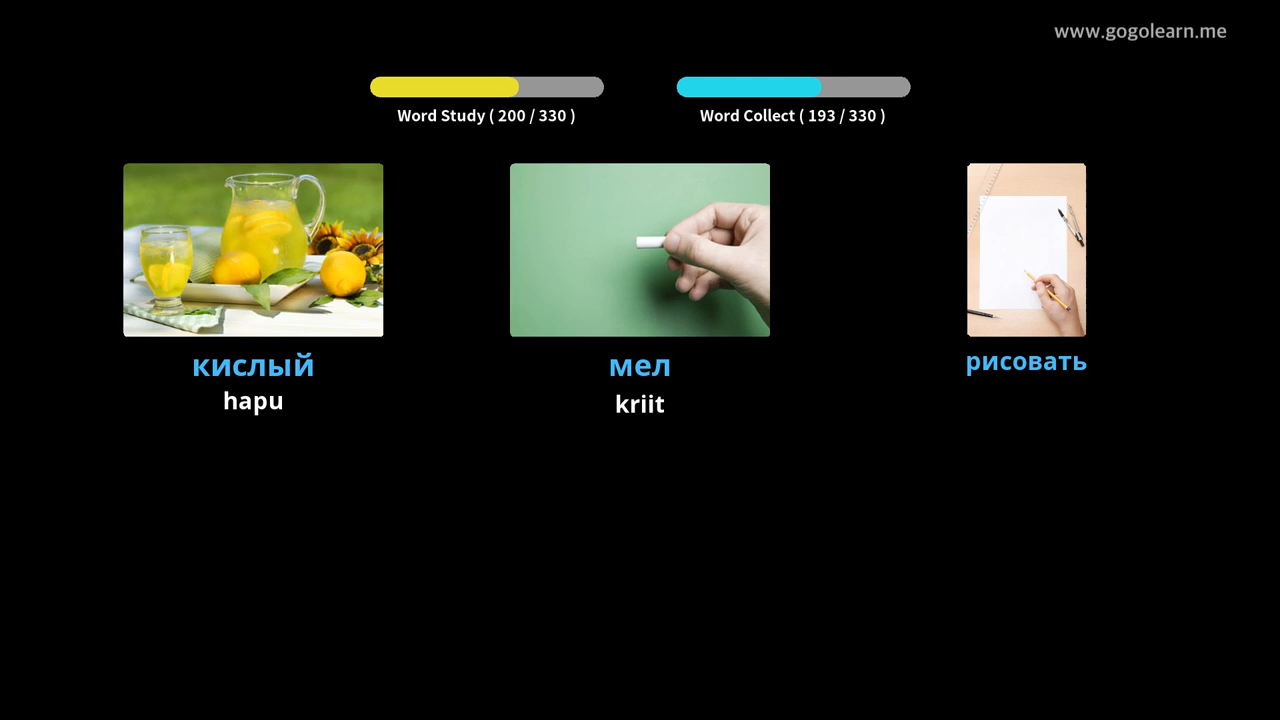 www.gogolearn.me
Word Study ( 200 / 330 )
Word Collect ( 193 / 330 )
кислый
hapu
мел
kriit
рисовать